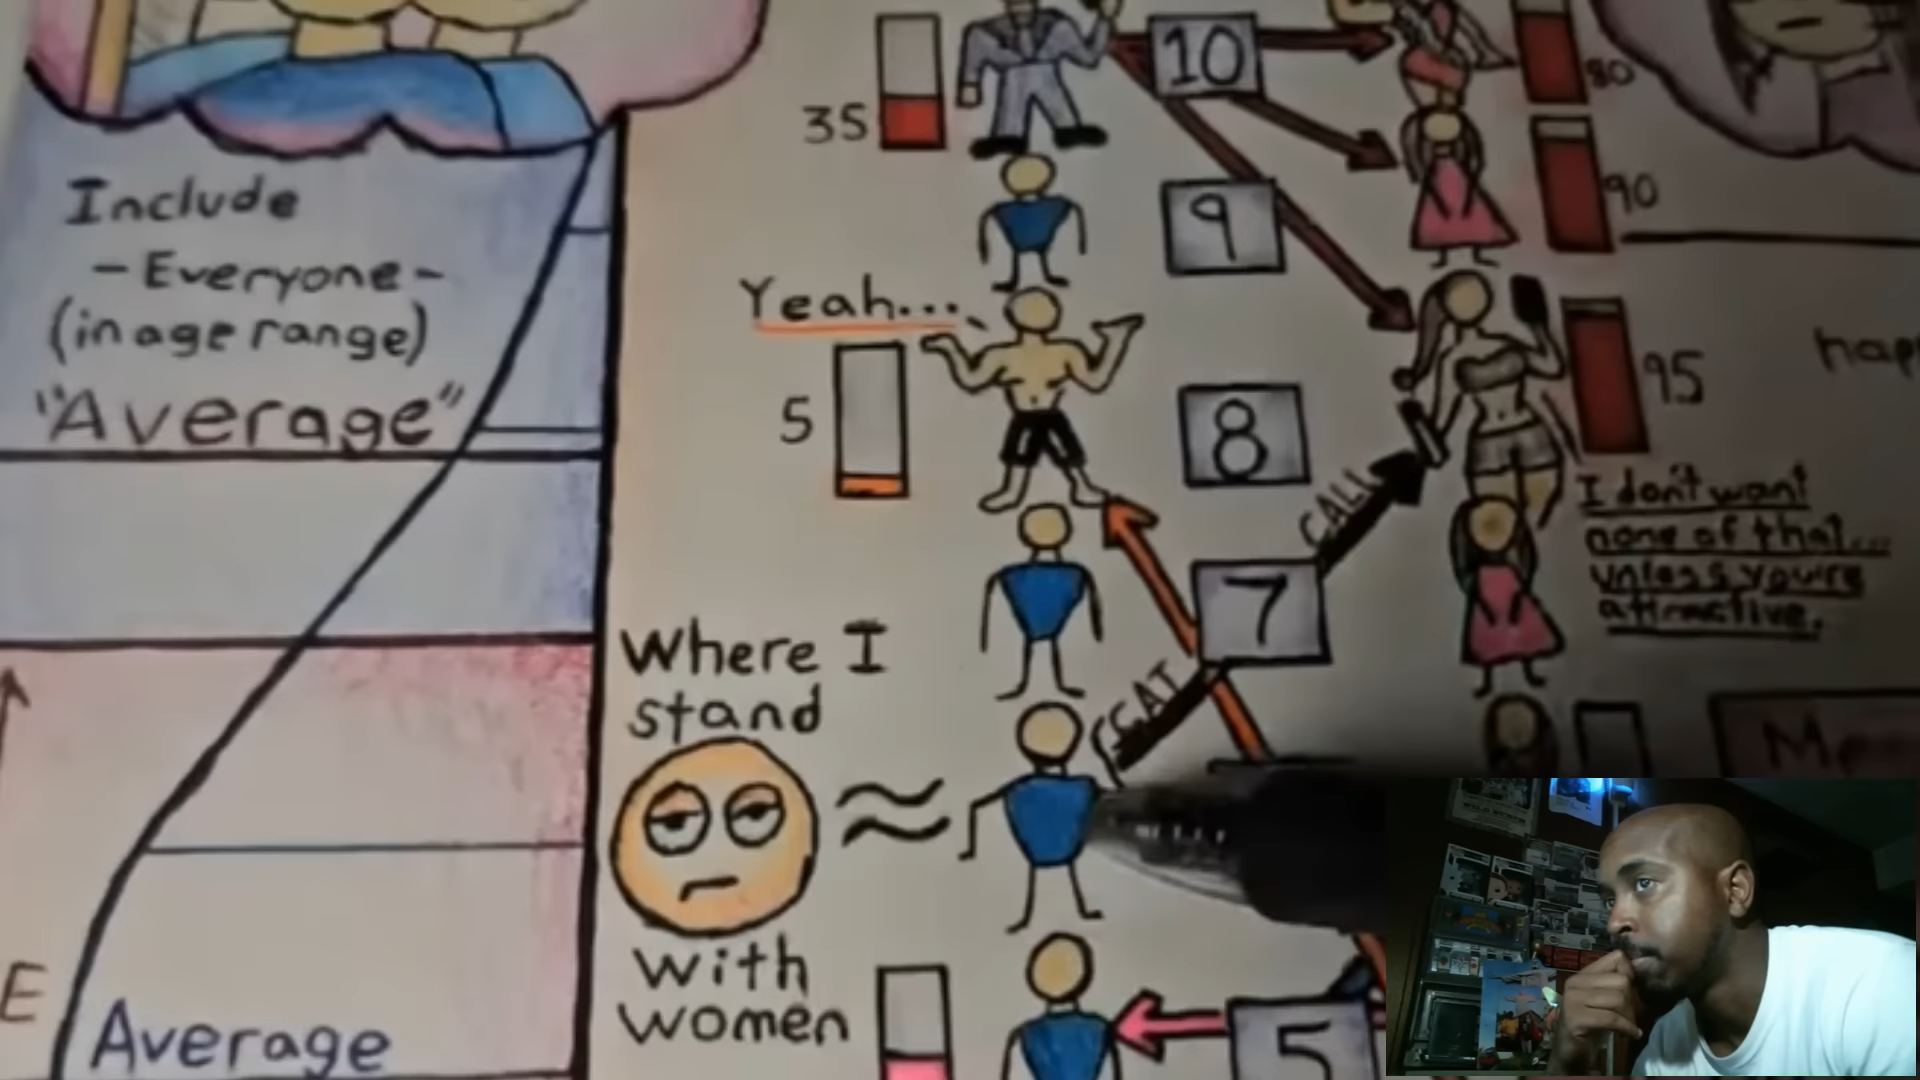 Include
-Everyone-
(in age range)
"Average"
E
Average
35
10
80
9
90
Yeah...
5
8
95
hap
I don't want
none of that...
unless you're
attractive.
CALL
7
Where I
stand
with
women
5